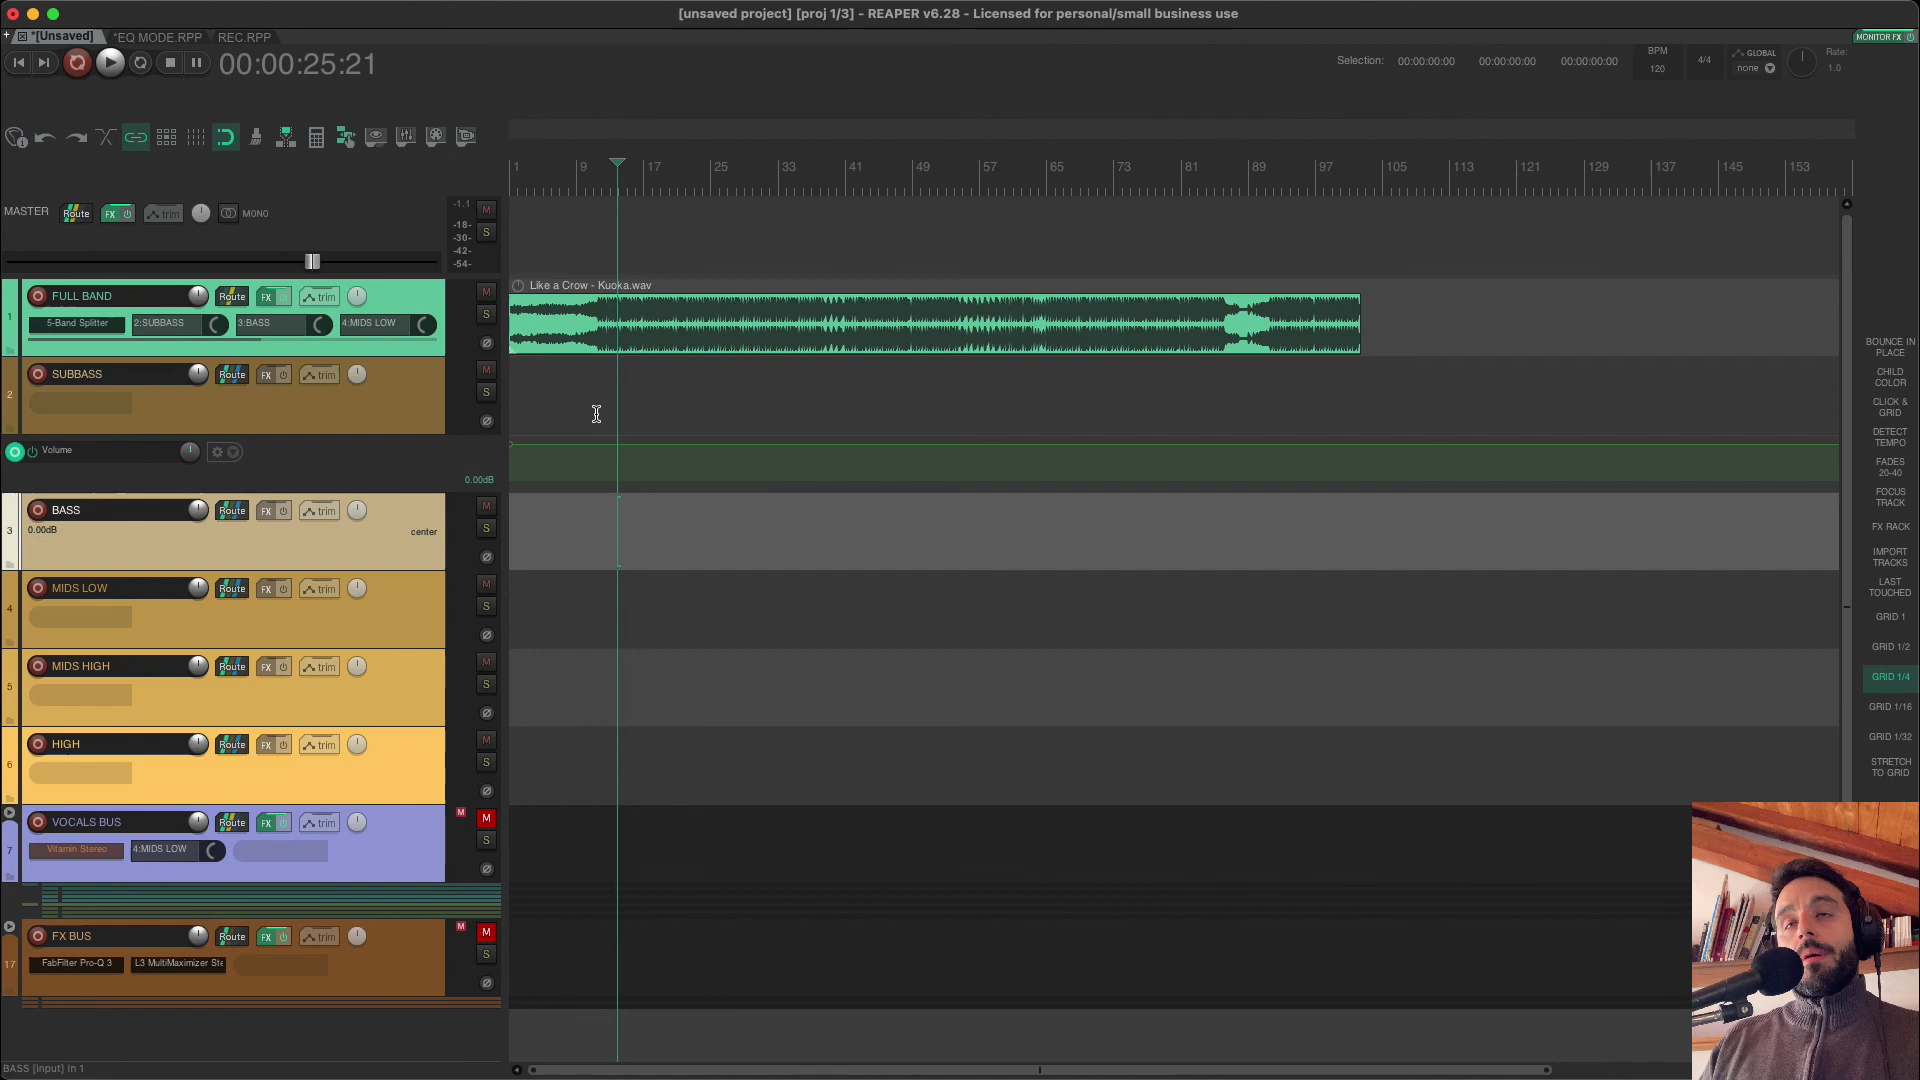 [unsaved project] [proj 1/3] - REAPER v6.28 - Licensed for personal/small business use
+ *[Unsaved] *EQ MODE.RPP REC.RPP
MONITOR FX
00:00:25:21
Selection: 00:00:00:00 00:00:00:00 00:00:00:00
BPM
120
4/4
GLOBAL
none
Rate:
1.0
1 9 17 25 33 41 49 57 65 73 81 89 97 105 113 121 129 137 145 153
MASTER Route FX trim MONO
-1.1
-18-
-30-
-42-
-54-
M
S
1
FULL BAND Route FX trim M
5-Band Splitter 2:SUBBASS 3:BASS 4:MIDS LOW S
Like a Crow - Kuoka.wav
2
SUBBASS Route FX trim M
S
Volume
0.00dB
3
BASS Route FX trim M
0.00dB center S
4
MIDS LOW Route FX trim M
S
5
MIDS HIGH Route FX trim M
S
6
HIGH Route FX trim M
S
7
VOCALS BUS Route FX trim M M
Vitamin Stereo 4:MIDS LOW S
17
FX BUS Route FX trim M M
FabFilter Pro-Q 3 L3 MultiMaximizer Ste S
BASS [Input] In 1
BOUNCE IN
PLACE
CHILD
COLOR
CLICK &
GRID
DETECT
TEMPO
FADES
20-40
FOCUS
TRACK
FX RACK
IMPORT
TRACKS
LAST
TOUCHED
GRID 1
GRID 1/2
GRID 1/4
GRID 1/16
GRID 1/32
STRETCH
TO GRID